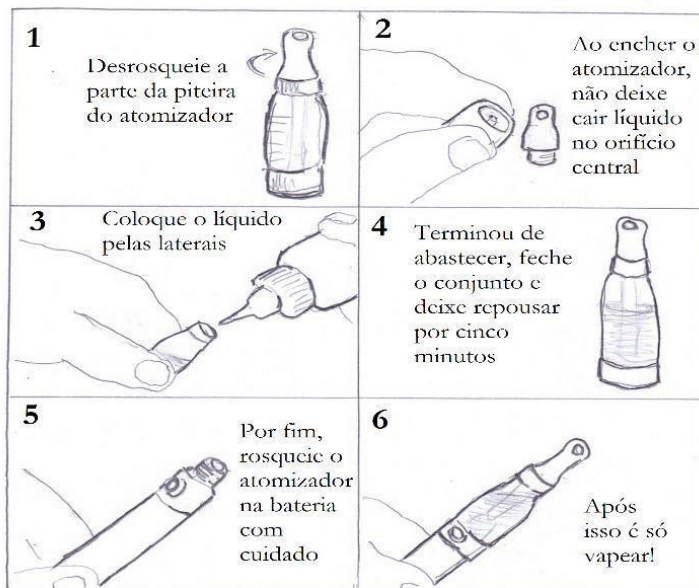 1
Desrosqueie a
parte da piteira
do atomizador
2
Ao encher o
atomizador,
não deixe
cair líquido
no orifício
central
3
Coloque o líquido
pelas laterais
4
Terminou de
abastecer, feche
o conjunto e
deixe repousar
por cinco
minutos
5
Por fim,
rosqueie o
atomizador
na bateria
com
cuidado
6
Após
isso é só
vapear!